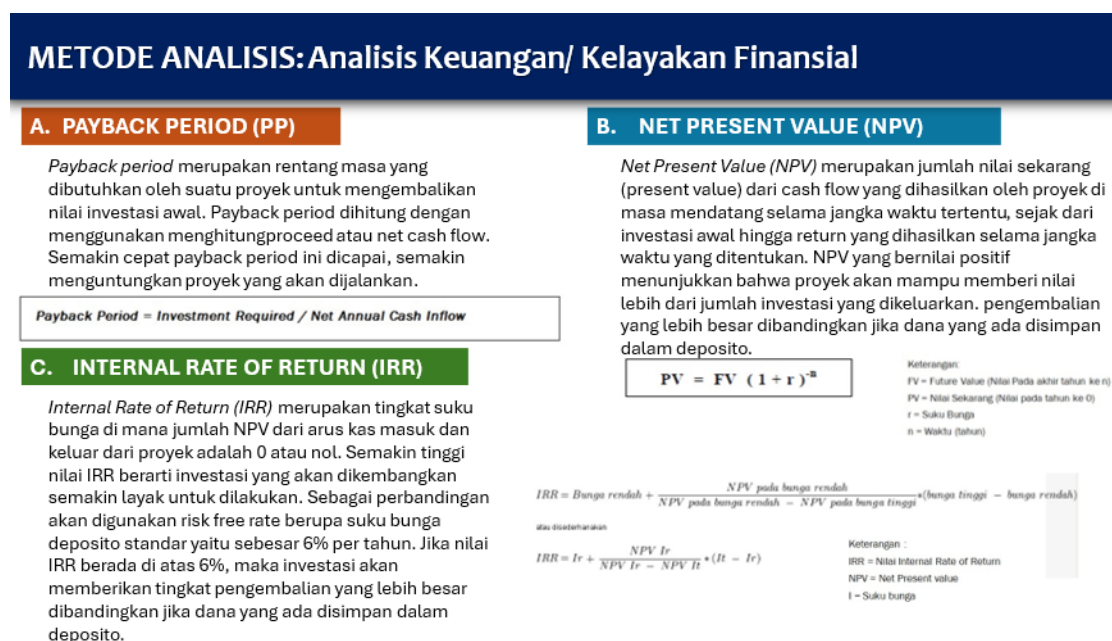 METODE ANALISIS: Analisis Keuangan/ Kelayakan Finansial
A. PAYBACK PERIOD (PP)
Payback period merupakan rentang masa yang
dibutuhkan oleh suatu proyek untuk mengembalikan
nilai investasi awal. Payback period dihitung dengan
menggunakan menghitungproceed atau net cash flow.
Semakin cepat payback period ini dicapai, semakin
menguntungkan proyek yang akan dijalankan.
Payback Period = Investment Required / Net Annual Cash Inflow
C. INTERNAL RATE OF RETURN (IRR)
Internal Rate of Return (IRR) merupakan tingkat suku
bunga di mana jumlah NPV dari arus kas masuk dan
keluar dari proyek adalah 0 atau nol. Semakin tinggi
nilai IRR berarti investasi yang akan dikembangkan
semakin layak untuk dilakukan. Sebagai perbandingan
akan digunakan risk free rate berupa suku bunga
deposito standar yaitu sebesar 6% per tahun. Jika nilai
IRR berada di atas 6%, maka investasi akan
memberikan tingkat pengembalian yang lebih besar
dibandingkan jika dana yang ada disimpan dalam
deposito.
B. NET PRESENT VALUE (NPV)
Net Present Value (NPV) merupakan jumlah nilai sekarang
(present value) dari cash flow yang dihasilkan oleh proyek di
masa mendatang selama jangka waktu tertentu, sejak dari
investasi awal hingga return yang dihasilkan selama jangka
waktu yang ditentukan. NPV yang bernilai positif
menunjukkan bahwa proyek akan mampu memberi nilai
lebih dari jumlah investasi yang dikeluarkan. pengembalian
yang lebih besar dibandingkan jika dana yang ada disimpan
dalam deposito.
PV = FV (1 + r)^-n
Keterangan:
FV = Future Value (Nilai Pada akhir tahun ke n)
PV = Nilai Sekarang (Nilai pada tahun ke 0)
r = Suku Bunga
n = Waktu (tahun)
IRR = Bunga rendah + NPV pada bunga rendah / NPV pada bunga rendah − NPV pada bunga tinggi *(bunga tinggi − bunga rendah)
atau disederhanakan
IRR = Ir + NPV Ir / NPV Ir − NPV It * (It − Ir)
Keterangan :
IRR = Nilai Internal Rate of Return
NPV = Net Present value
I = Suku bunga